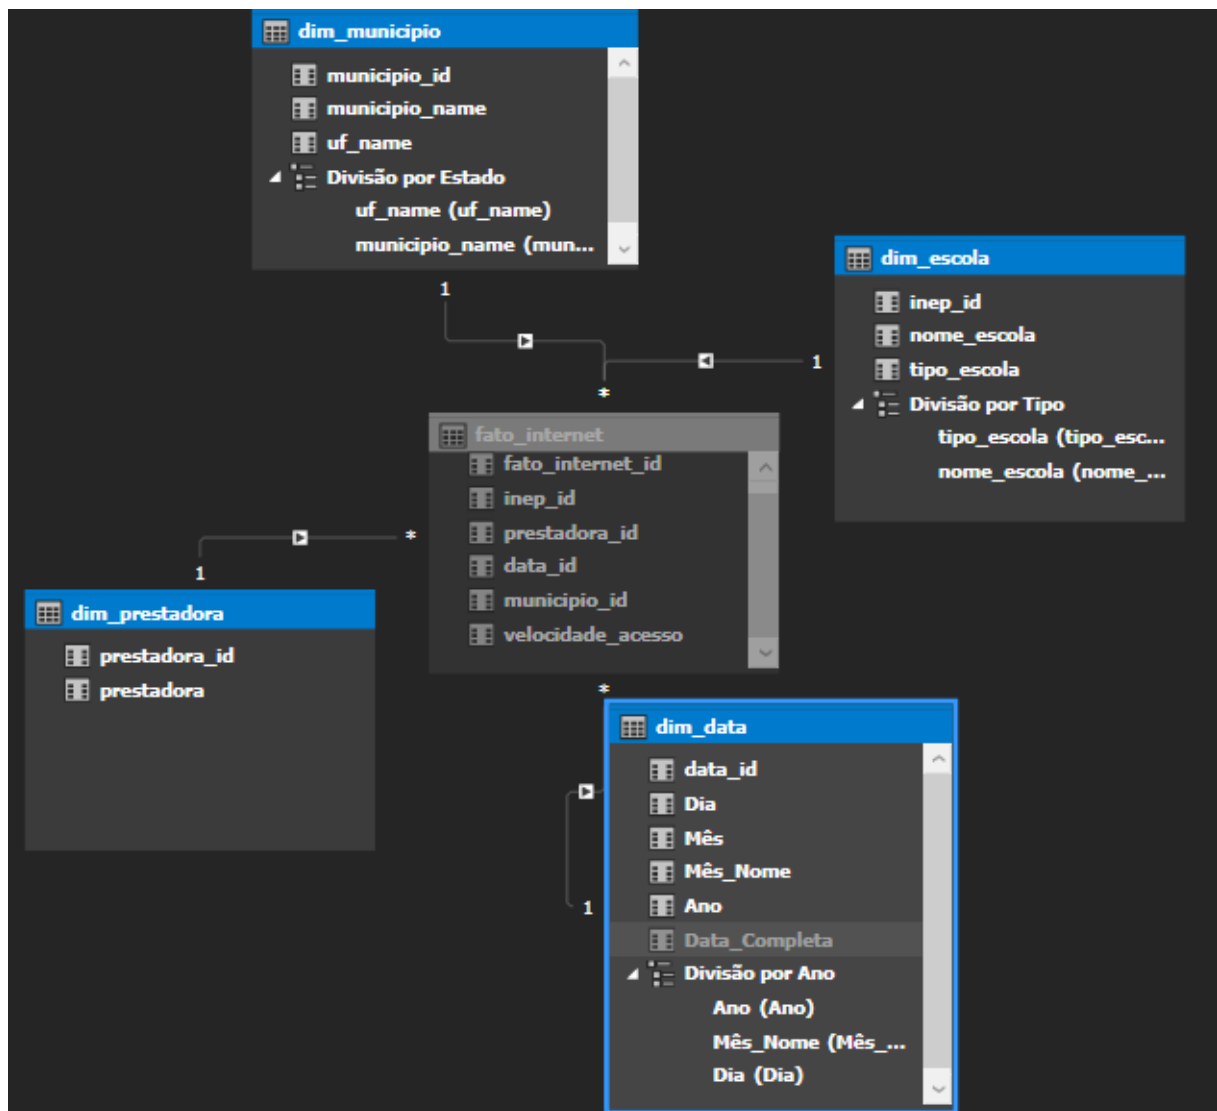 dim_municipio
municipio_id
municipio_name
uf_name
Divisão por Estado
uf_name (uf_name)
municipio_name (mun...
1
dim_escola
inep_id
nome_escola
tipo_escola
Divisão por Tipo
tipo_escola (tipo_esc...
nome_escola (nome_...
1
*
fato_internet
fato_internet_id
inep_id
prestadora_id
data_id
municipio_id
velocidade_acesso
*
1
dim_prestadora
prestadora_id
prestadora
*
dim_data
data_id
Dia
Mês
Mês_Nome
Ano
Data_Completa
Divisão por Ano
Ano (Ano)
Mês_Nome (Mês_...
Dia (Dia)
1